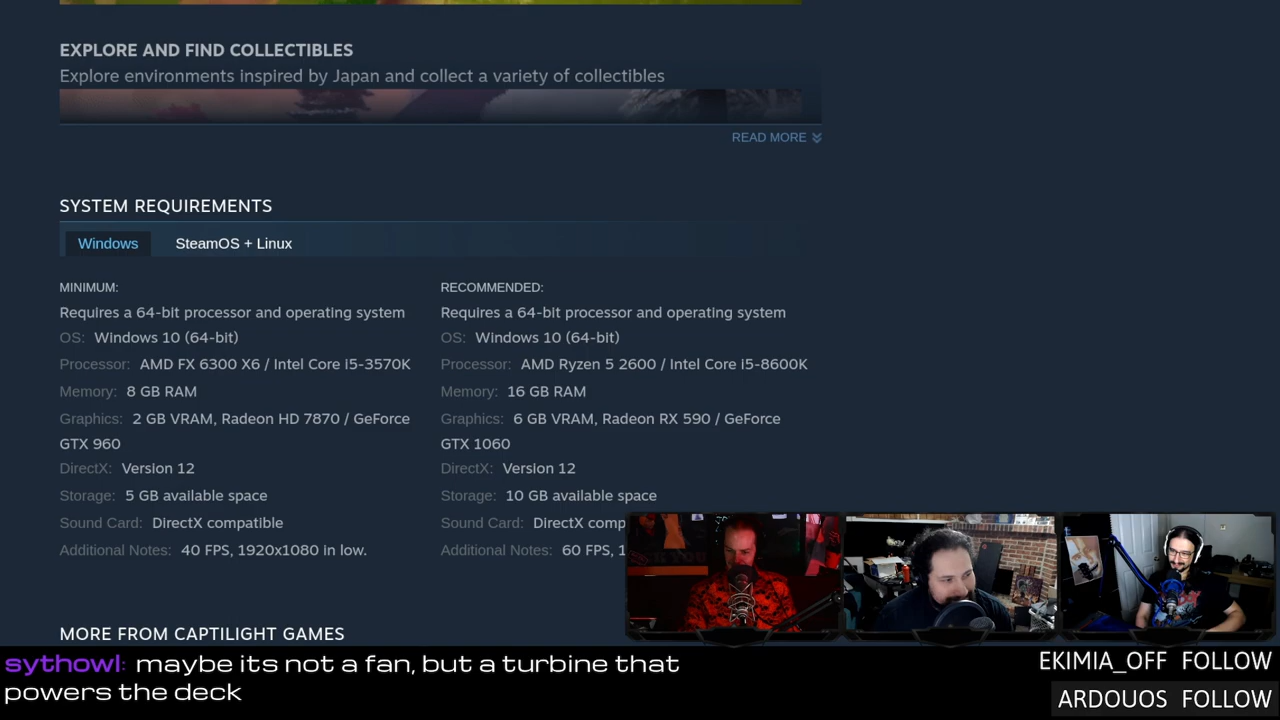 EXPLORE AND FIND COLLECTIBLES
Explore environments inspired by Japan and collect a variety of collectibles
READ MORE
SYSTEM REQUIREMENTS
Windows
SteamOS + Linux
MINIMUM:
Requires a 64-bit processor and operating system
OS: Windows 10 (64-bit)
Processor: AMD FX 6300 X6 / Intel Core i5-3570K
Memory: 8 GB RAM
Graphics: 2 GB VRAM, Radeon HD 7870 / GeForce
GTX 960
DirectX: Version 12
Storage: 5 GB available space
Sound Card: DirectX compatible
Additional Notes: 40 FPS, 1920x1080 in low.
RECOMMENDED:
Requires a 64-bit processor and operating system
OS: Windows 10 (64-bit)
Processor: AMD Ryzen 5 2600 / Intel Core i5-8600K
Memory: 16 GB RAM
Graphics: 6 GB VRAM, Radeon RX 590 / GeForce
GTX 1060
DirectX: Version 12
Storage: 10 GB available space
Sound Card: DirectX comp
Additional Notes: 60 FPS, 1
MORE FROM CAPTILIGHT GAMES
sythowl: maybe its not a fan, but a turbine that
powers the deck
EKIMIA_OFF FOLLOW
ARDOUOS FOLLOW